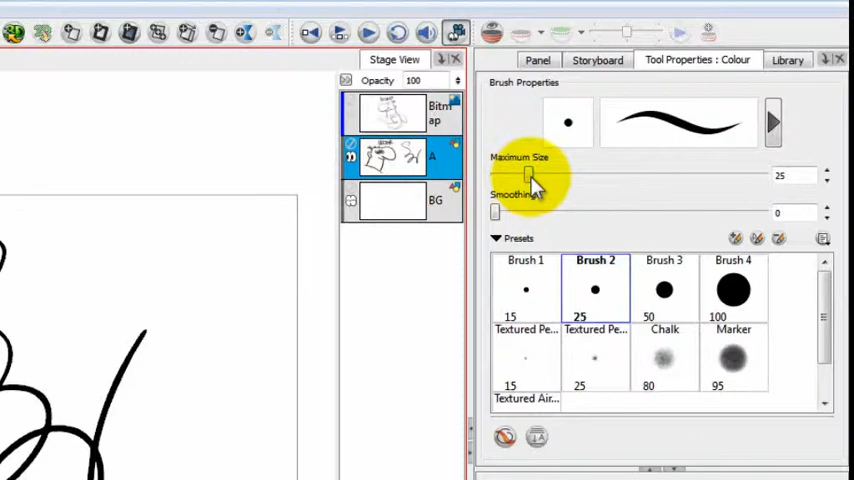 Panel
Storyboard
Tool Properties : Colour
Library
Stage View
Opacity 100
Brush Properties
Bitm
ap
A
BG
Maximum Size
25
Smoothing
0
Presets
Brush 1
Brush 2
Brush 3
Brush 4
15
25
50
100
Textured Pe...
Textured Pe...
Chalk
Marker
15
25
80
95
Textured Air...